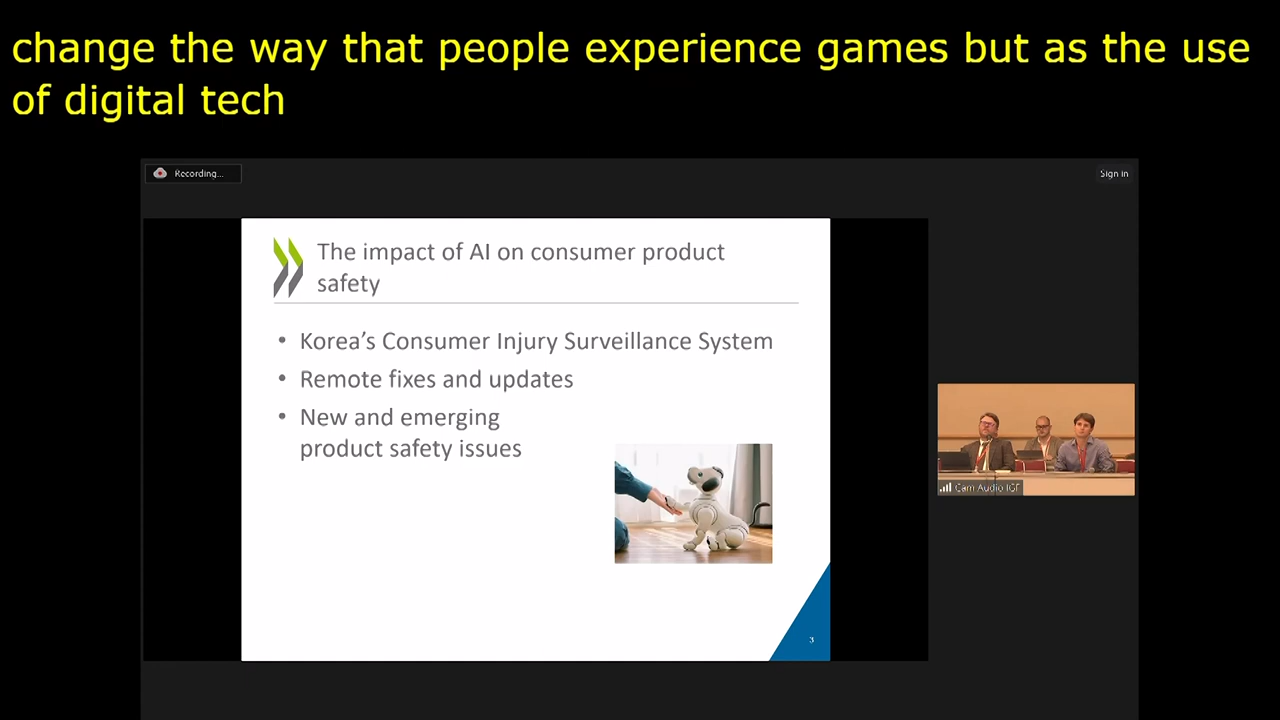 change the way that people experience games but as the use
of digital tech
Recording...
Sign in
The impact of AI on consumer product
safety
• Korea's Consumer Injury Surveillance System
• Remote fixes and updates
• New and emerging
product safety issues
Cam Audio IGF
3